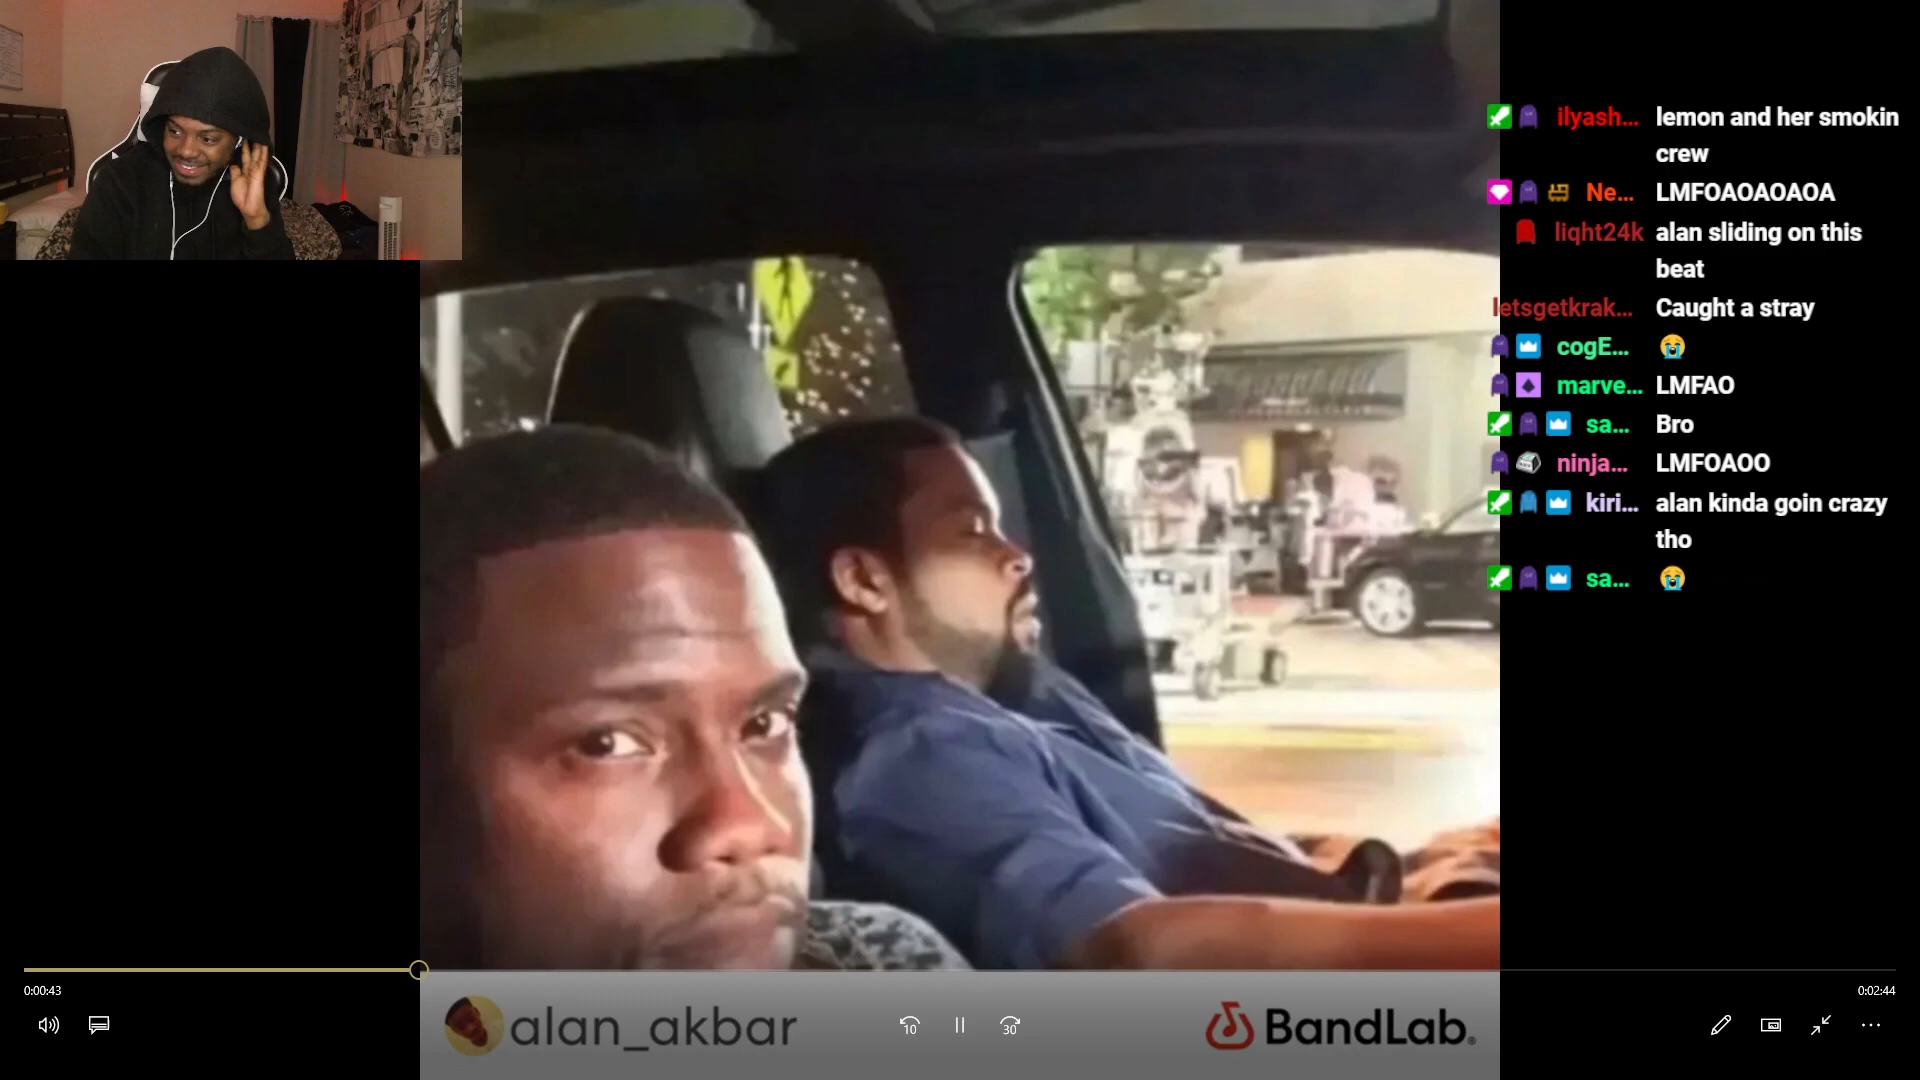 ilyash... lemon and her smokin
crew
Ne... LMFOAOAOAOA
liqht24k alan sliding on this
beat
letsgetkrak... Caught a stray
cogE... 😭
marve... LMFAO
sa... Bro
ninja... LMFOAOO
kiri... alan kinda goin crazy
tho
sa... 😭
0:00:43
0:02:44
10
30
alan_akbar
BandLab®